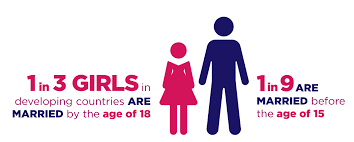 1 in 3 GIRLS in
developing countries ARE
MARRIED by the age of 18
1 in 9 ARE
MARRIED before
the age of 15